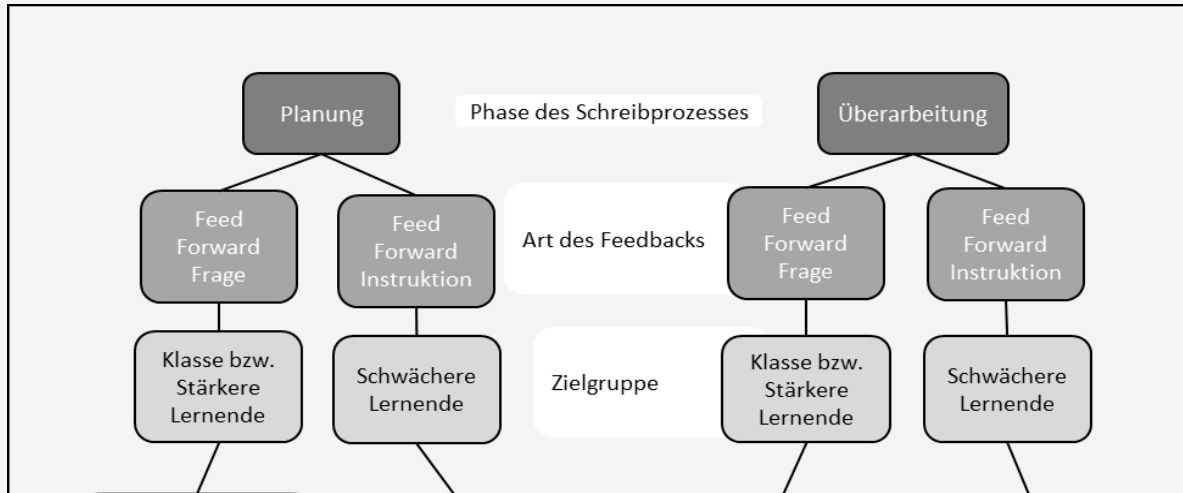 Planung
Phase des Schreibprozesses
Überarbeitung
Feed
Forward
Frage
Feed
Forward
Instruktion
Art des Feedbacks
Feed
Forward
Frage
Feed
Forward
Instruktion
Klasse bzw.
Stärkere
Lernende
Schwächere
Lernende
Zielgruppe
Klasse bzw.
Stärkere
Lernende
Schwächere
Lernende